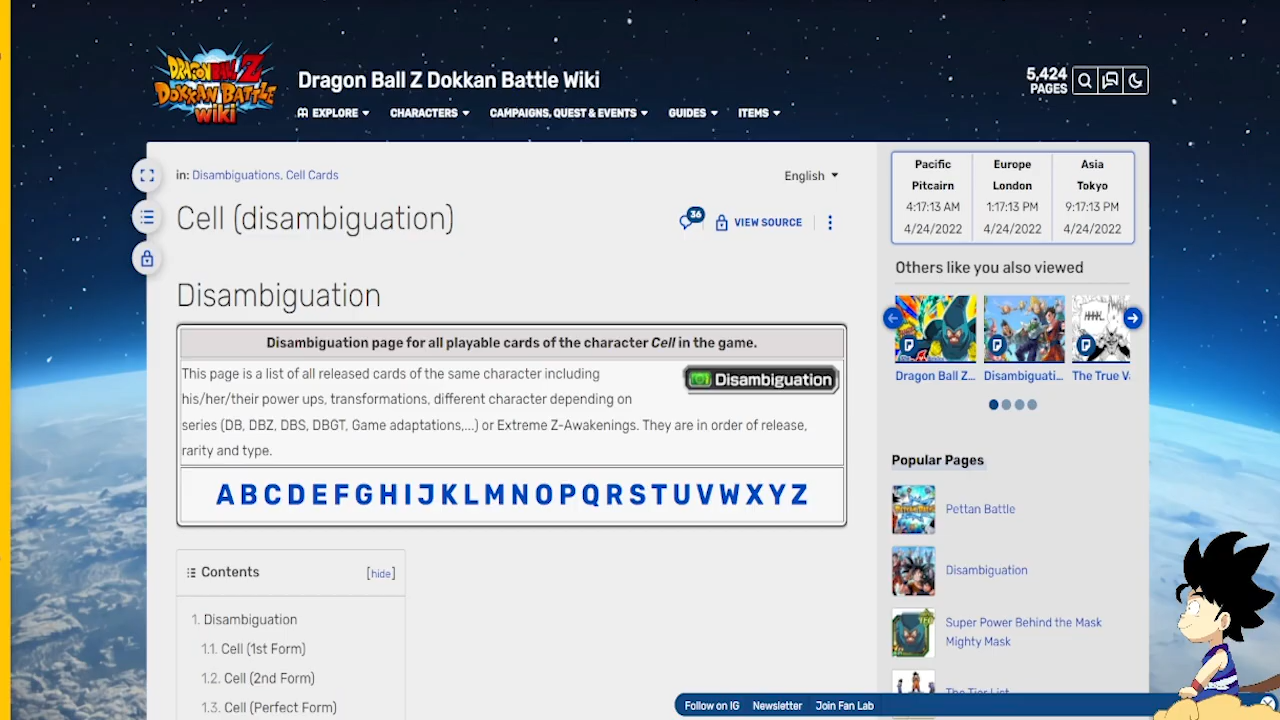 DRAGON BALL Z
DOKKAN BATTLE
wiki
Dragon Ball Z Dokkan Battle Wiki
EXPLORE
CHARACTERS
CAMPAIGNS, QUEST & EVENTS
GUIDES
ITEMS
5,424
PAGES
in: Disambiguations, Cell Cards
English
Cell (disambiguation)
36
VIEW SOURCE
Disambiguation
Disambiguation page for all playable cards of the character Cell in the game.
This page is a list of all released cards of the same character including
his/her/their power ups, transformations, different character depending on
series (DB, DBZ, DBS, DBGT, Game adaptations,...) or Extreme Z-Awakenings. They are in order of release,
rarity and type.
Disambiguation
A B C D E F G H I J K L M N O P Q R S T U V W X Y Z
Contents
[hide]
1. Disambiguation
1.1. Cell (1st Form)
1.2. Cell (2nd Form)
1.3. Cell (Perfect Form)
Pacific Europe Asia
Pitcairn London Tokyo
4:17:13 AM 1:17:13 PM 9:17:13 PM
4/24/2022 4/24/2022 4/24/2022
Others like you also viewed
Dragon Ball Z... Disambiguati... The True
Popular Pages
Pettan Battle
Disambiguation
Super Power Behind the Mask
Mighty Mask
The Tier List
Follow on IG Newsletter Join Fan Lab